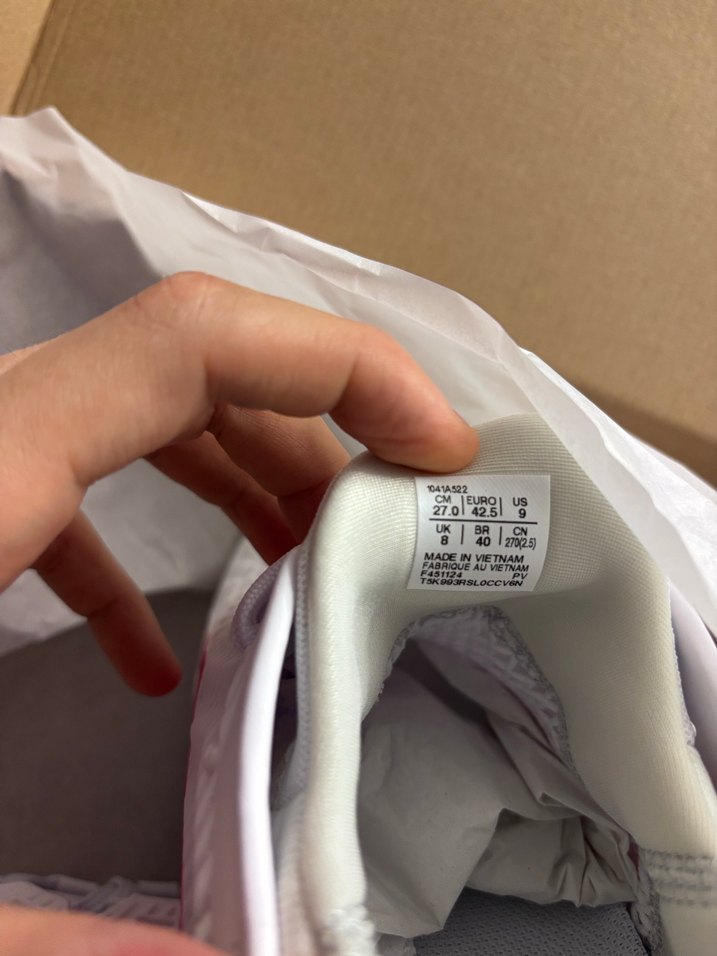 1041A522
CM | EURO | US
27.0 | 42.5 | 9
UK | BR | CN
8 | 40 | 270(2.5)
MADE IN VIETNAM
FABRIQUE AU VIETNAM
F451124 PV
T5K993RSLOCCV6N